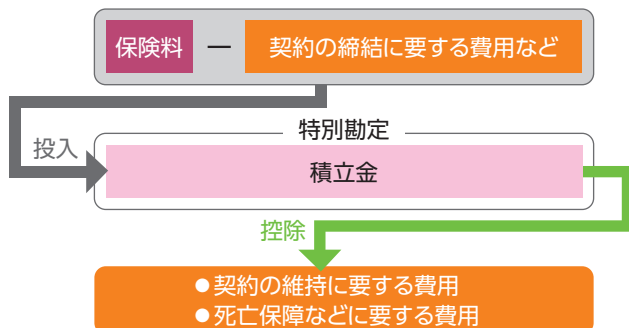 保険料 ー 契約の締結に要する費用など
特別勘定
投入
積立金
控除
●契約の維持に要する費用
●死亡保障などに要する費用